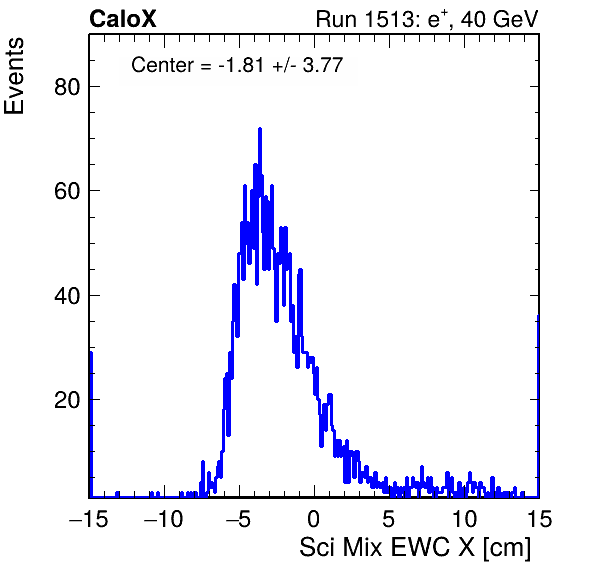 CaloX
Run 1513: e+, 40 GeV
Events
Center = -1.81 +/- 3.77
80
60
40
20
−15 −10 −5 0 5 10 15
Sci Mix EWC X [cm]